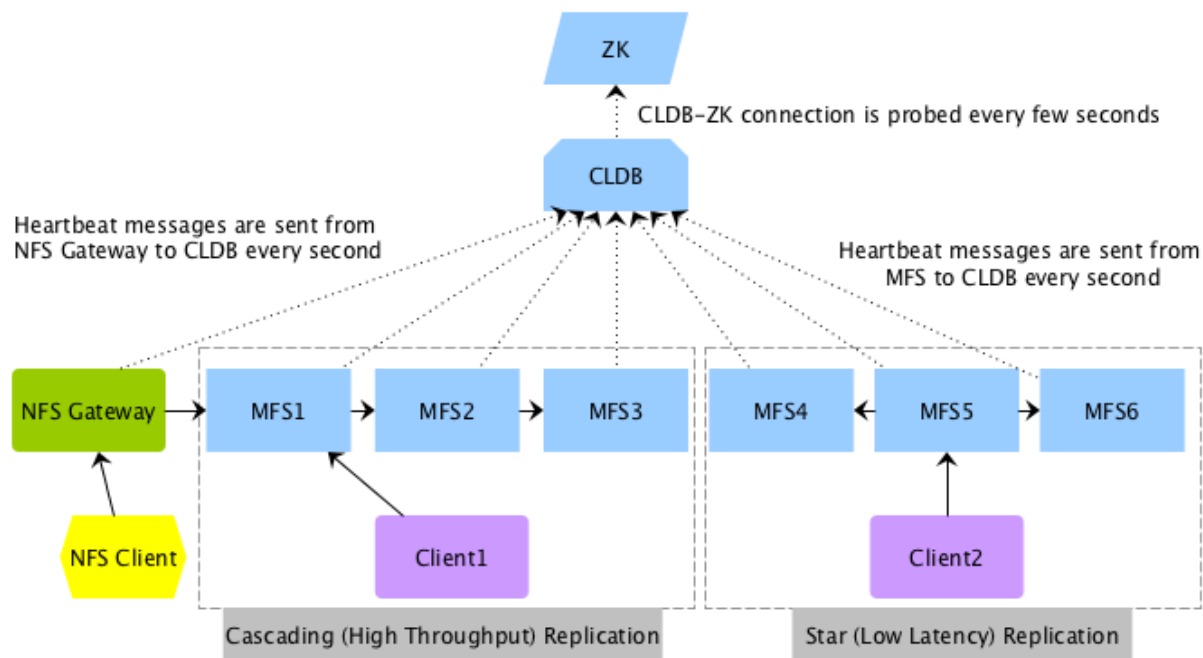 ZK
CLDB-ZK connection is probed every few seconds
CLDB
Heartbeat messages are sent from
NFS Gateway to CLDB every second
Heartbeat messages are sent from
MFS to CLDB every second
NFS Gateway
MFS1
MFS2
MFS3
MFS4
MFS5
MFS6
NFS Client
Client1
Client2
Cascading (High Throughput) Replication
Star (Low Latency) Replication